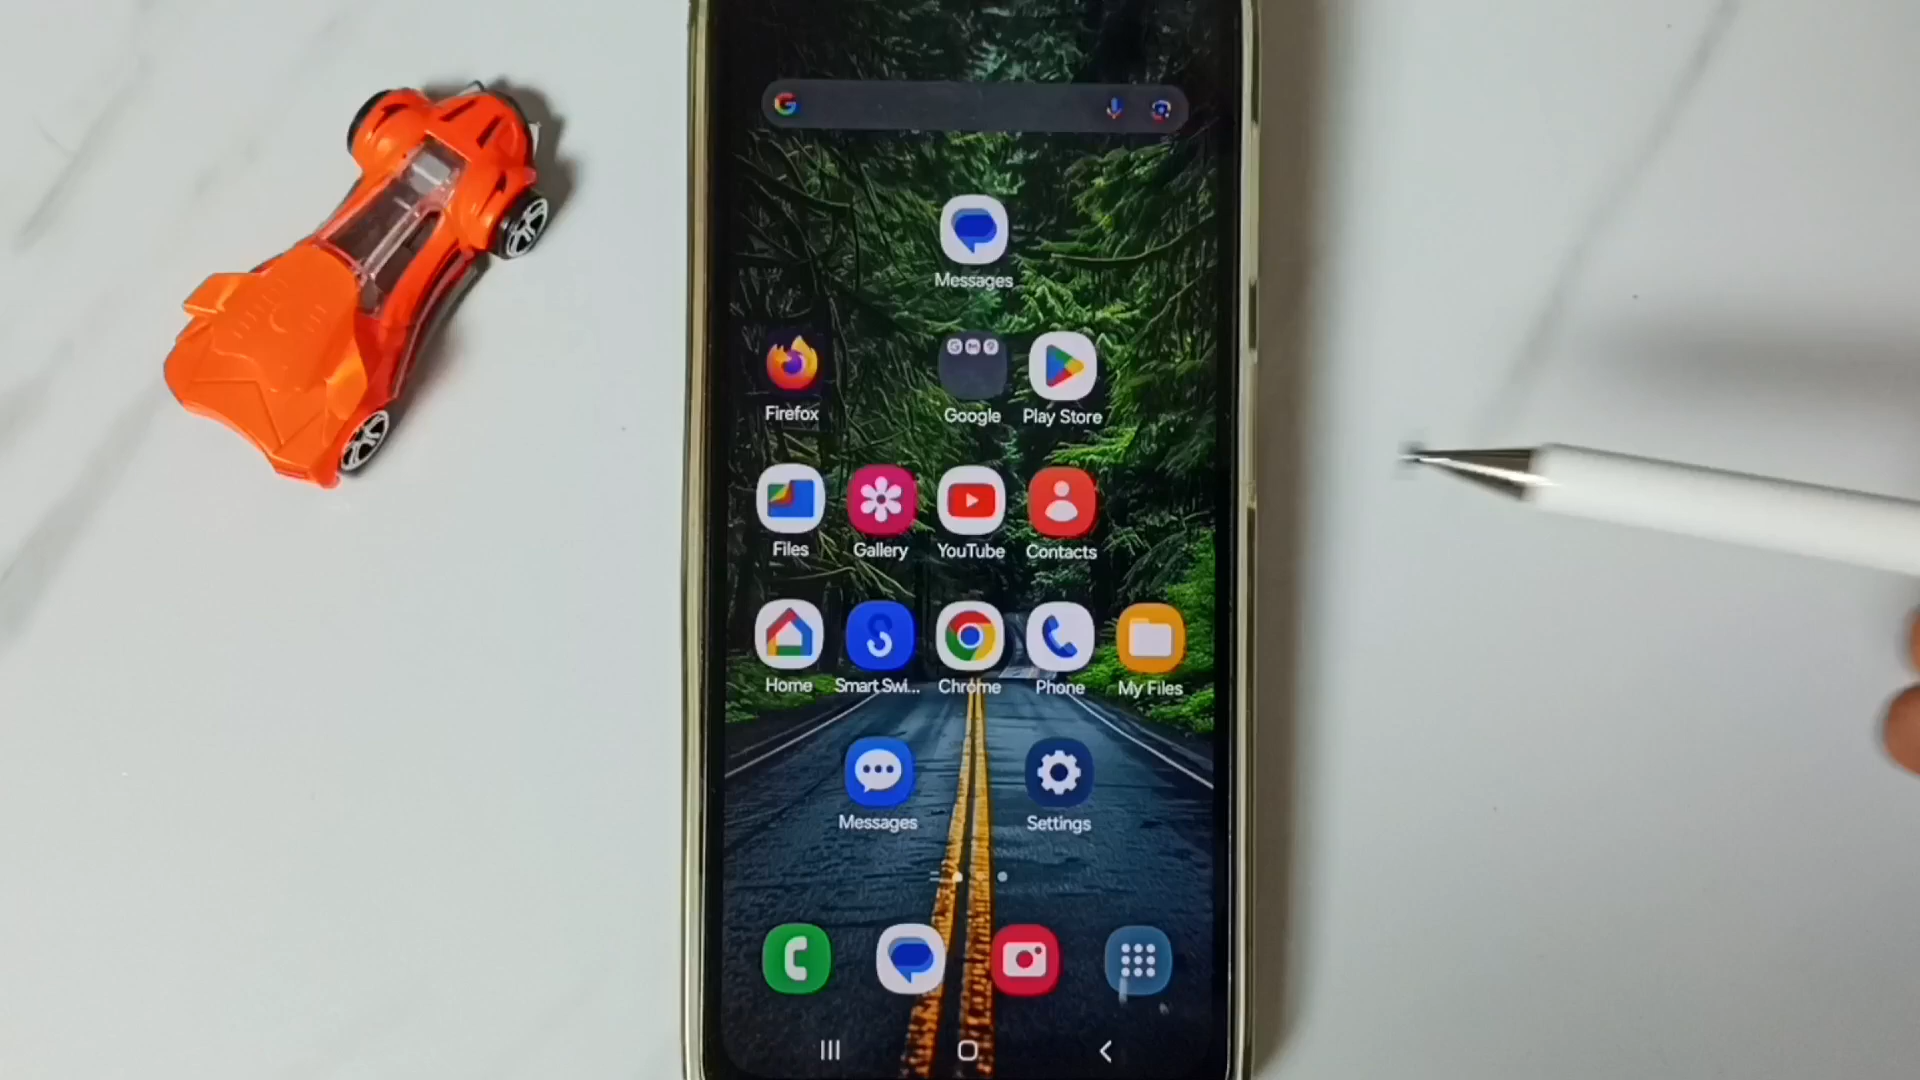 Messages
Firefox Google Play Store
Files Gallery YouTube Contacts
Home Smart Swi... Chrome Phone My Files
Messages Settings